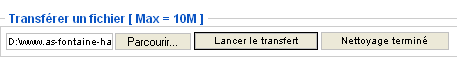 Transférer un fichier [ Max = 10M ]
D:\www.as-fontaine-ha Parcourir... Lancer le transfert Nettoyage terminé